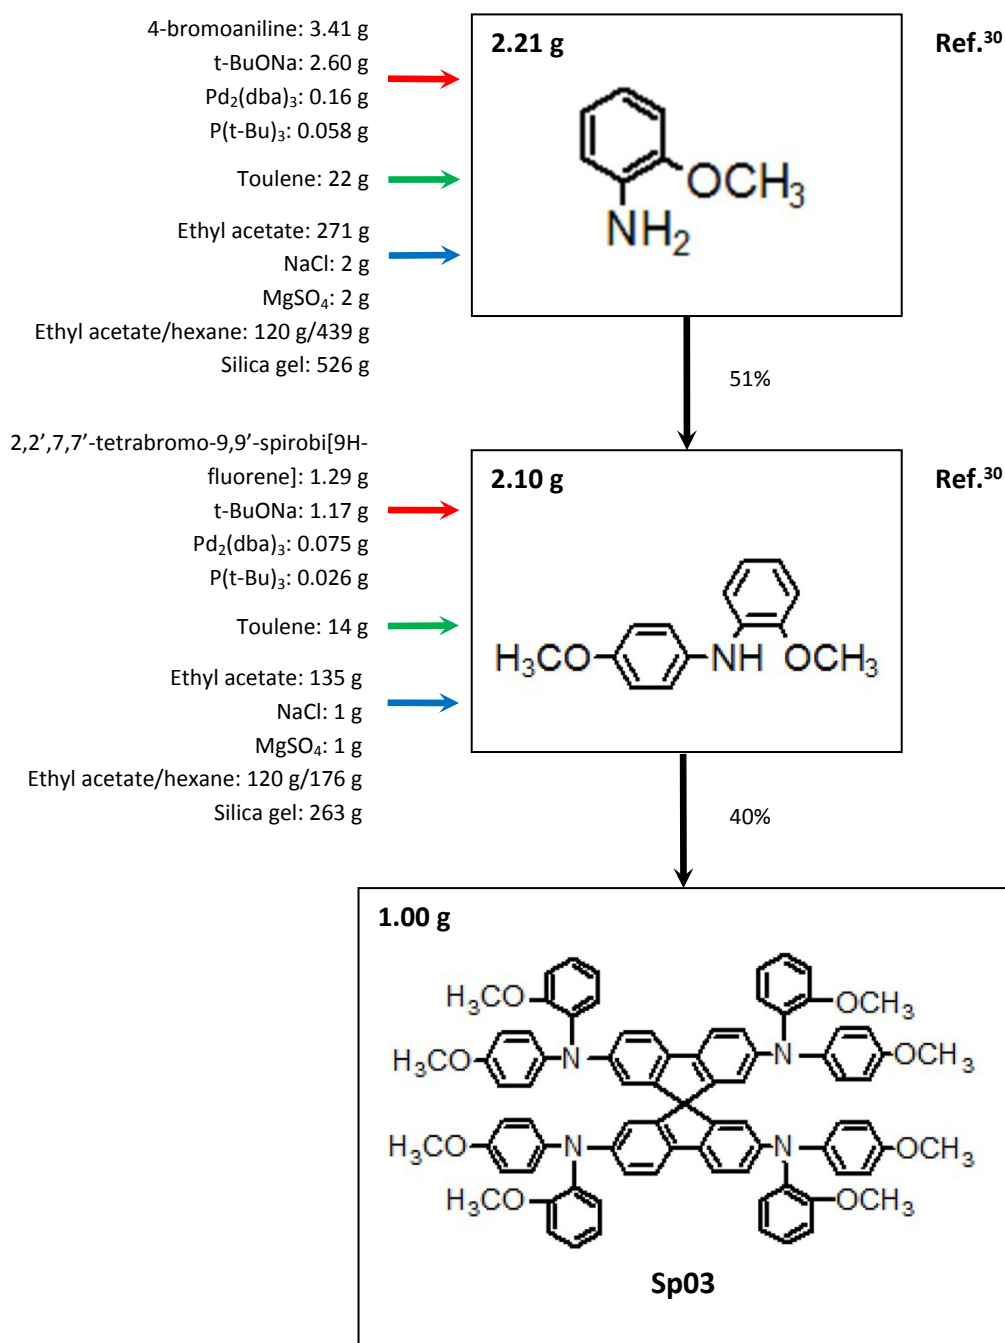 4-bromoaniline: 3.41 g
t-BuONa: 2.60 g
Pd₂(dba)₃: 0.16 g
P(t-Bu)₃: 0.058 g
Toulene: 22 g
Ethyl acetate: 271 g
NaCl: 2 g
MgSO₄: 2 g
Ethyl acetate/hexane: 120 g/439 g
Silica gel: 526 g
2.21 g
Ref.³⁰
OCH₃
NH₂
51%
2,2’,7,7’-tetrabromo-9,9’-spirobi[9H-
fluorene]: 1.29 g
t-BuONa: 1.17 g
Pd₂(dba)₃: 0.075 g
P(t-Bu)₃: 0.026 g
Toulene: 14 g
Ethyl acetate: 135 g
NaCl: 1 g
MgSO₄: 1 g
Ethyl acetate/hexane: 120 g/176 g
Silica gel: 263 g
2.10 g
Ref.³⁰
H₃CO NH OCH₃
40%
1.00 g
H₃CO OCH₃
H₃CO N N OCH₃
H₃CO N N OCH₃
H₃CO OCH₃
Sp03